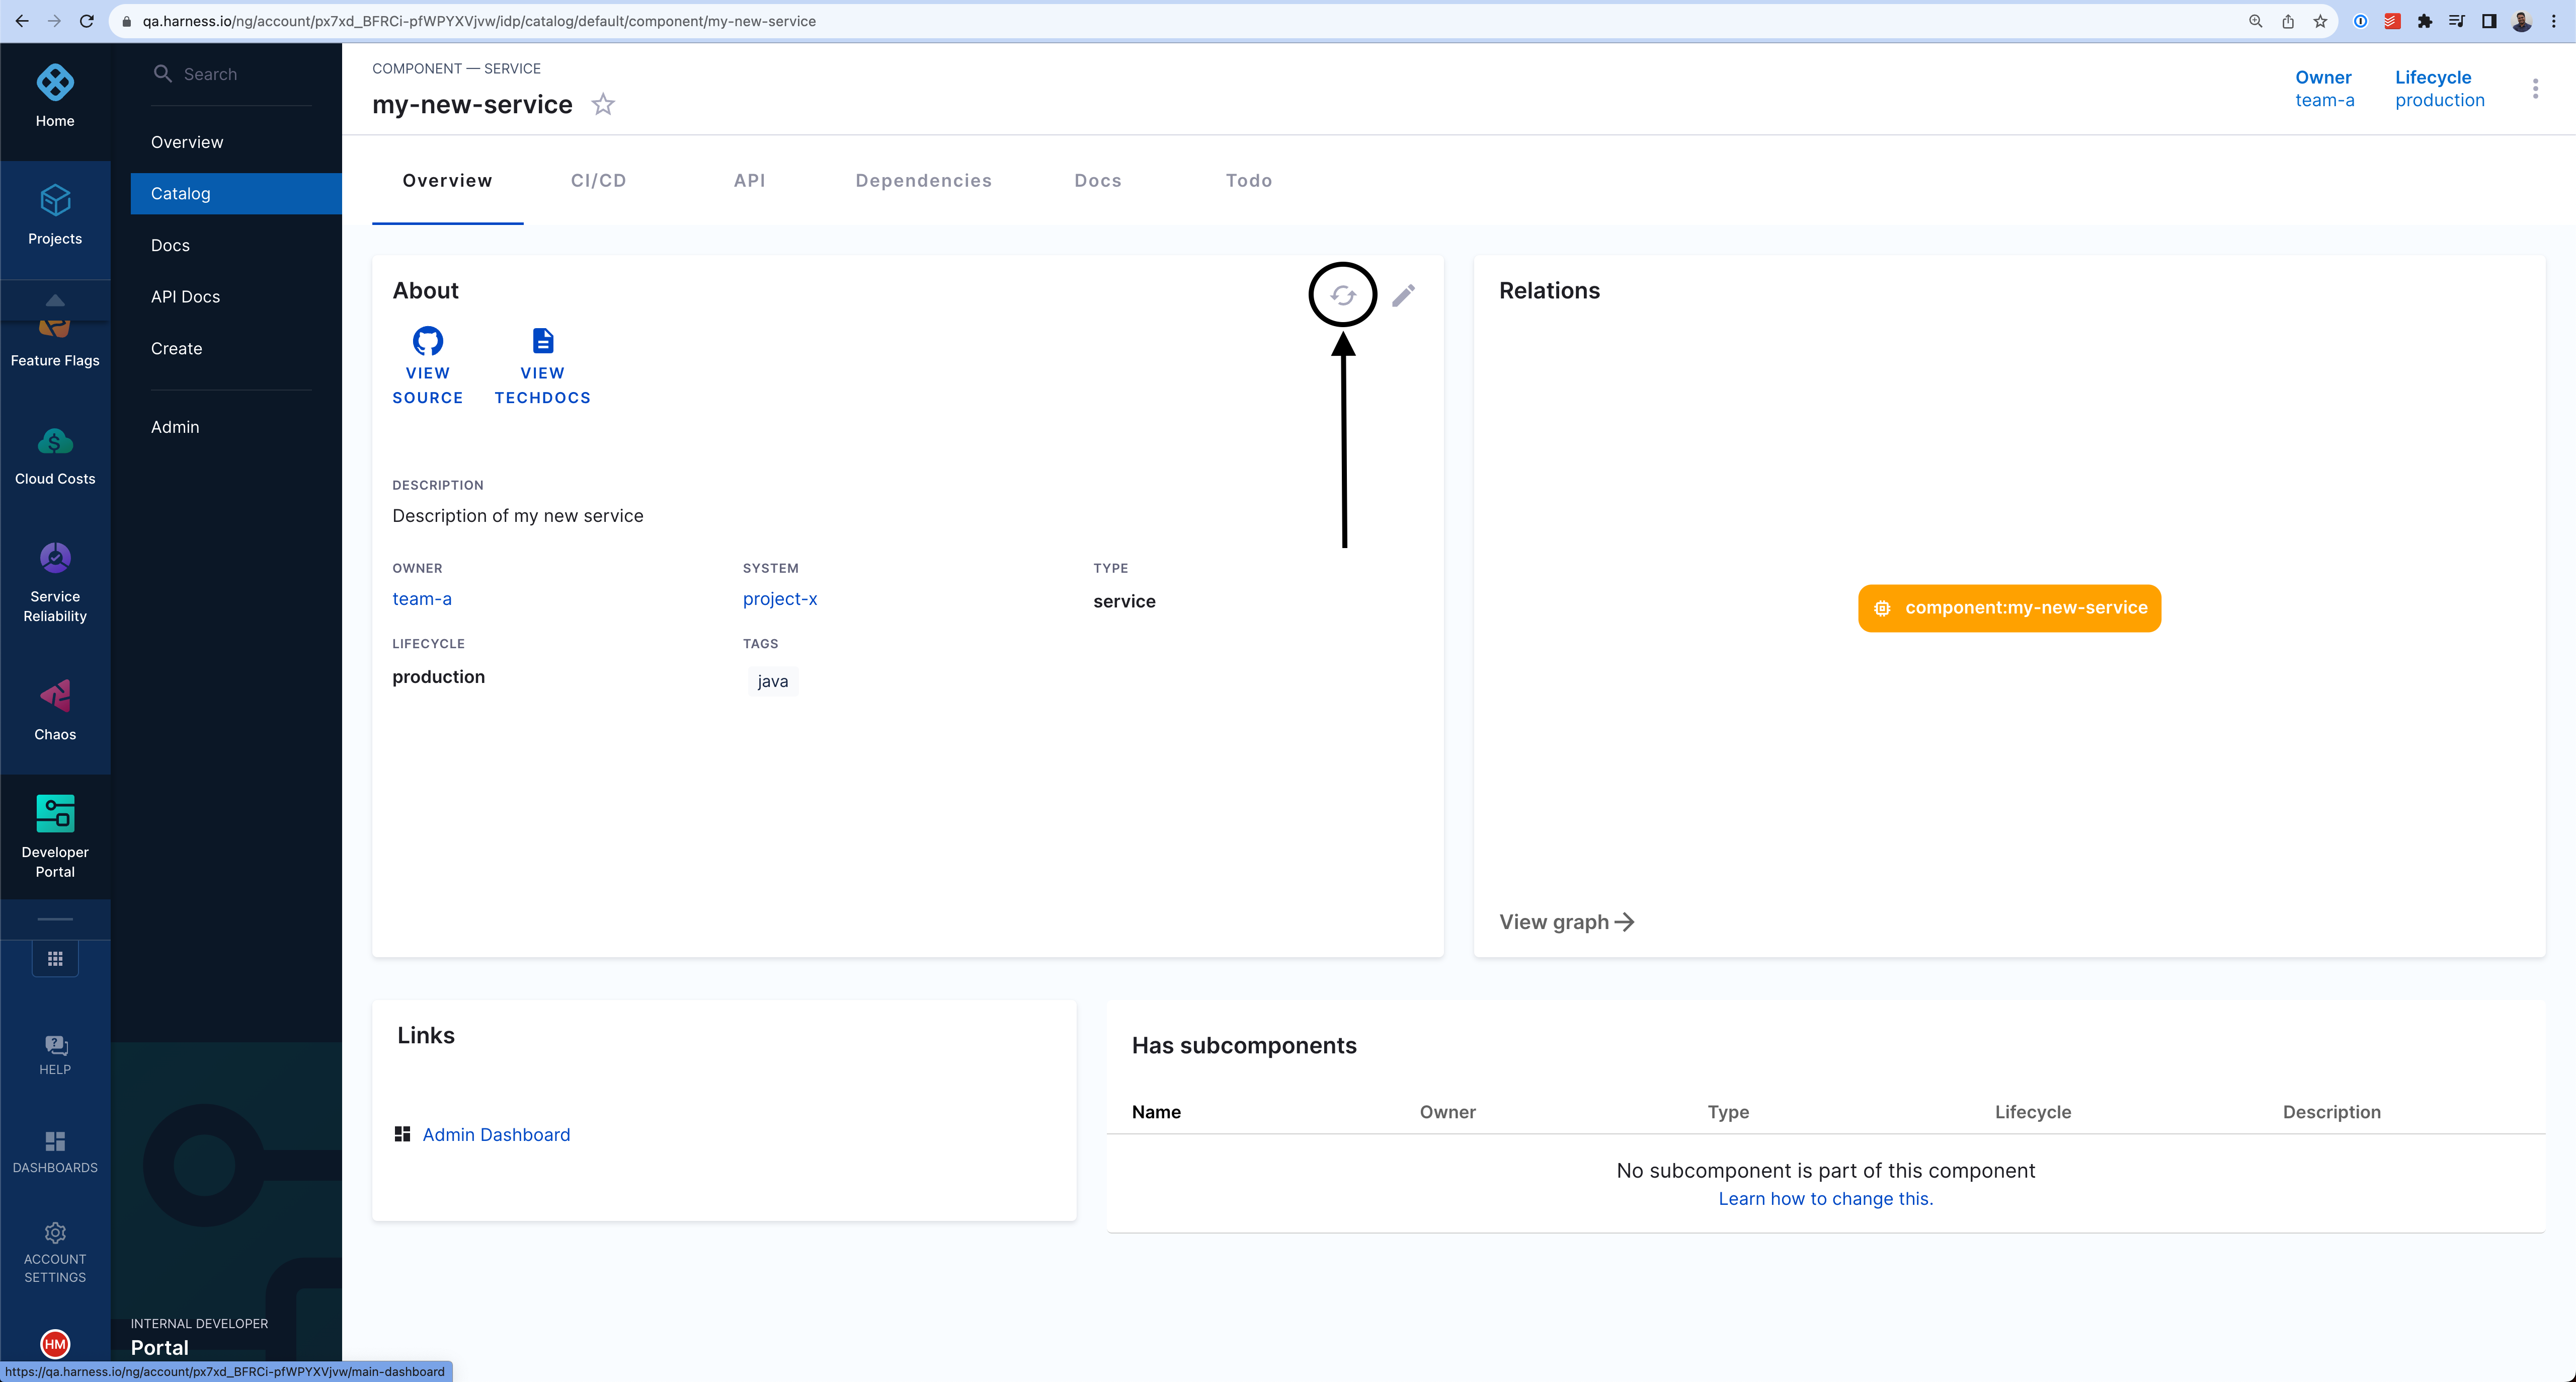 qa.harness.io/ng/account/px7xd_BFRCi-pfWPYXVjvw/idp/catalog/default/component/my-new-service
Home
Projects
Feature Flags
Cloud Costs
Service
Reliability
Chaos
Developer
Portal
HELP
DASHBOARDS
ACCOUNT
SETTINGS
HM
Search
Overview
Catalog
Docs
API Docs
Create
Admin
INTERNAL DEVELOPER
Portal
COMPONENT — SERVICE
my-new-service
Owner
team-a
Lifecycle
production
Overview CI/CD API Dependencies Docs Todo
About
VIEW
SOURCE
VIEW
TECHDOCS
DESCRIPTION
Description of my new service
OWNER SYSTEM TYPE
team-a project-x service
LIFECYCLE TAGS
production java
Relations
component:my-new-service
View graph
Links
Admin Dashboard
Has subcomponents
Name Owner Type Lifecycle Description
No subcomponent is part of this component
Learn how to change this.
https://qa.harness.io/ng/account/px7xd_BFRCi-pfWPYXVjvw/main-dashboard